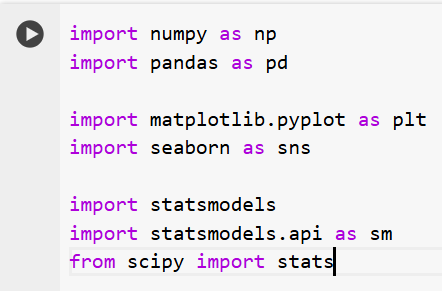 import numpy as np
import pandas as pd
import matplotlib.pyplot as plt
import seaborn as sns
import statsmodels
import statsmodels.api as sm
from scipy import stats